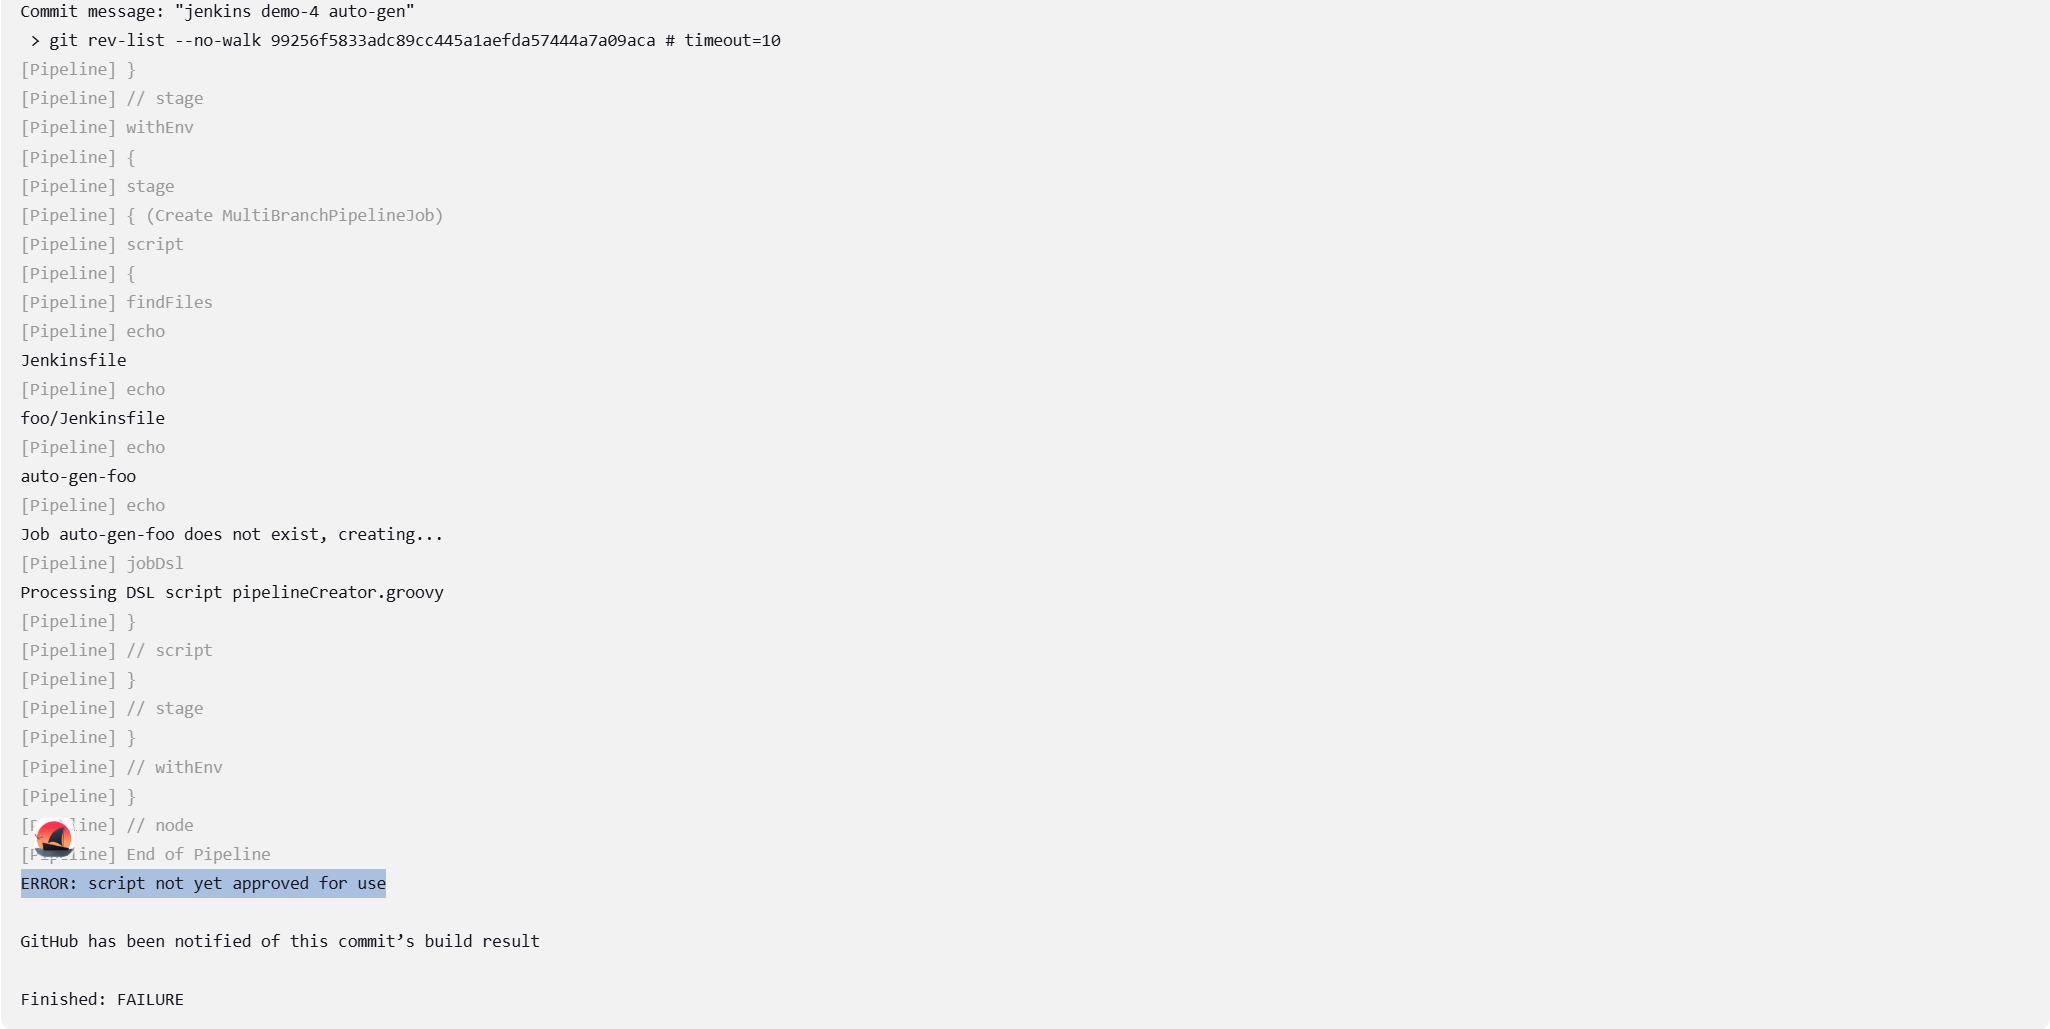 Commit message: "jenkins demo-4 auto-gen"
 > git rev-list --no-walk 99256f5833adc89cc445a1aefda57444a7a09aca # timeout=10
[Pipeline] }
[Pipeline] // stage
[Pipeline] withEnv
[Pipeline] {
[Pipeline] stage
[Pipeline] { (Create MultiBranchPipelineJob)
[Pipeline] script
[Pipeline] {
[Pipeline] findFiles
[Pipeline] echo
Jenkinsfile
[Pipeline] echo
foo/Jenkinsfile
[Pipeline] echo
auto-gen-foo
[Pipeline] echo
Job auto-gen-foo does not exist, creating...
[Pipeline] jobDsl
Processing DSL script pipelineCreator.groovy
[Pipeline] }
[Pipeline] // script
[Pipeline] }
[Pipeline] // stage
[Pipeline] }
[Pipeline] // withEnv
[Pipeline] }
[Pipeline] // node
[Pipeline] End of Pipeline
ERROR: script not yet approved for use
GitHub has been notified of this commit’s build result
Finished: FAILURE